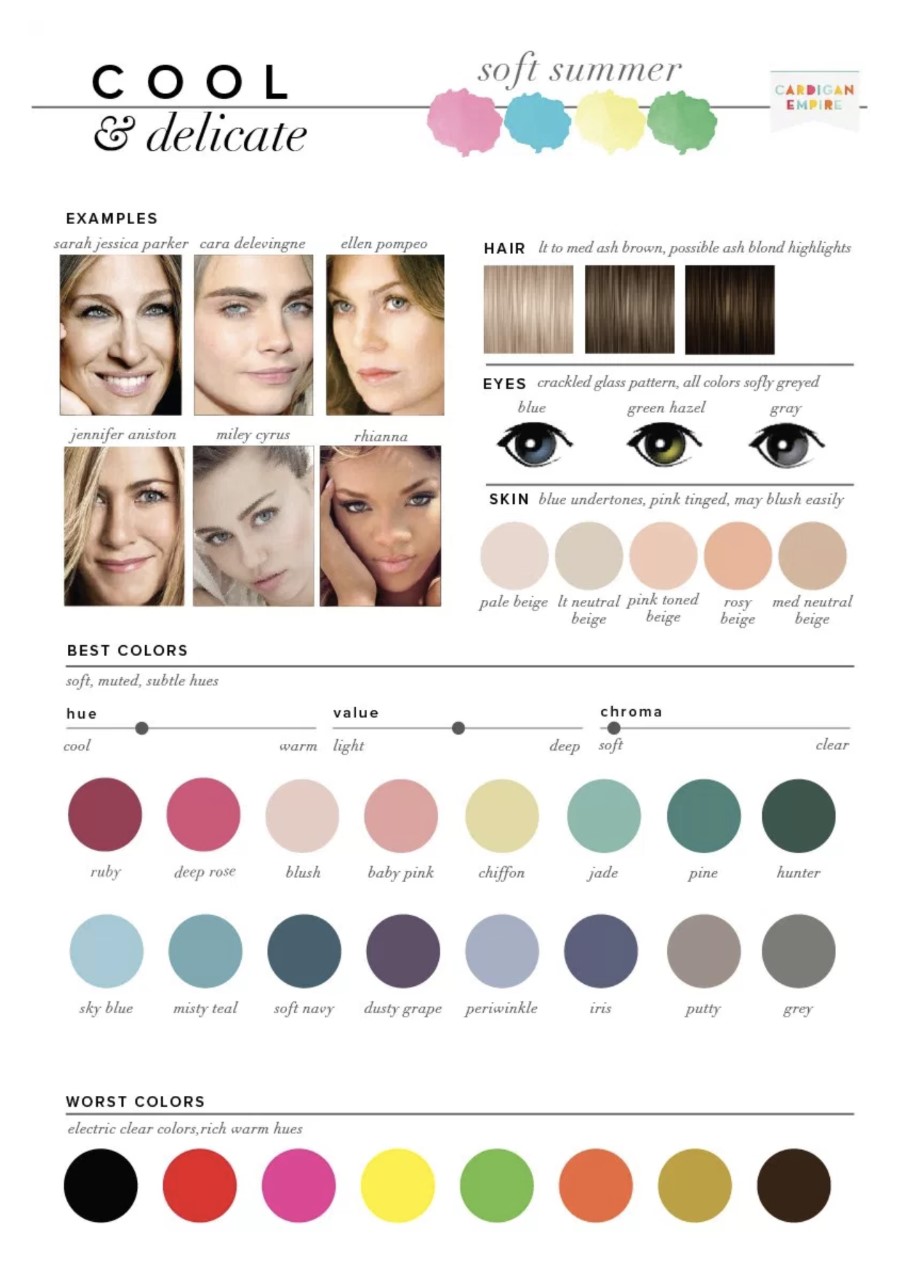 COOL
& delicate
soft summer
CARDIGAN
EMPIRE
EXAMPLES
sarah jessica parker
cara delevingne
ellen pompeo
jennifer aniston
miley cyrus
rhianna
HAIR lt to med ash brown, possible ash blond highlights
EYES crackled glass pattern, all colors sofly greyed
blue
green hazel
gray
SKIN blue undertones, pink tinged, may blush easily
pale beige
lt neutral
beige
pink toned
beige
rosy
beige
med neutral
beige
BEST COLORS
soft, muted, subtle hues
hue
cool
warm
value
light
deep
chroma
soft
clear
ruby
deep rose
blush
baby pink
chiffon
jade
pine
hunter
sky blue
misty teal
soft navy
dusty grape
periwinkle
iris
putty
grey
WORST COLORS
electric clear colors,rich warm hues